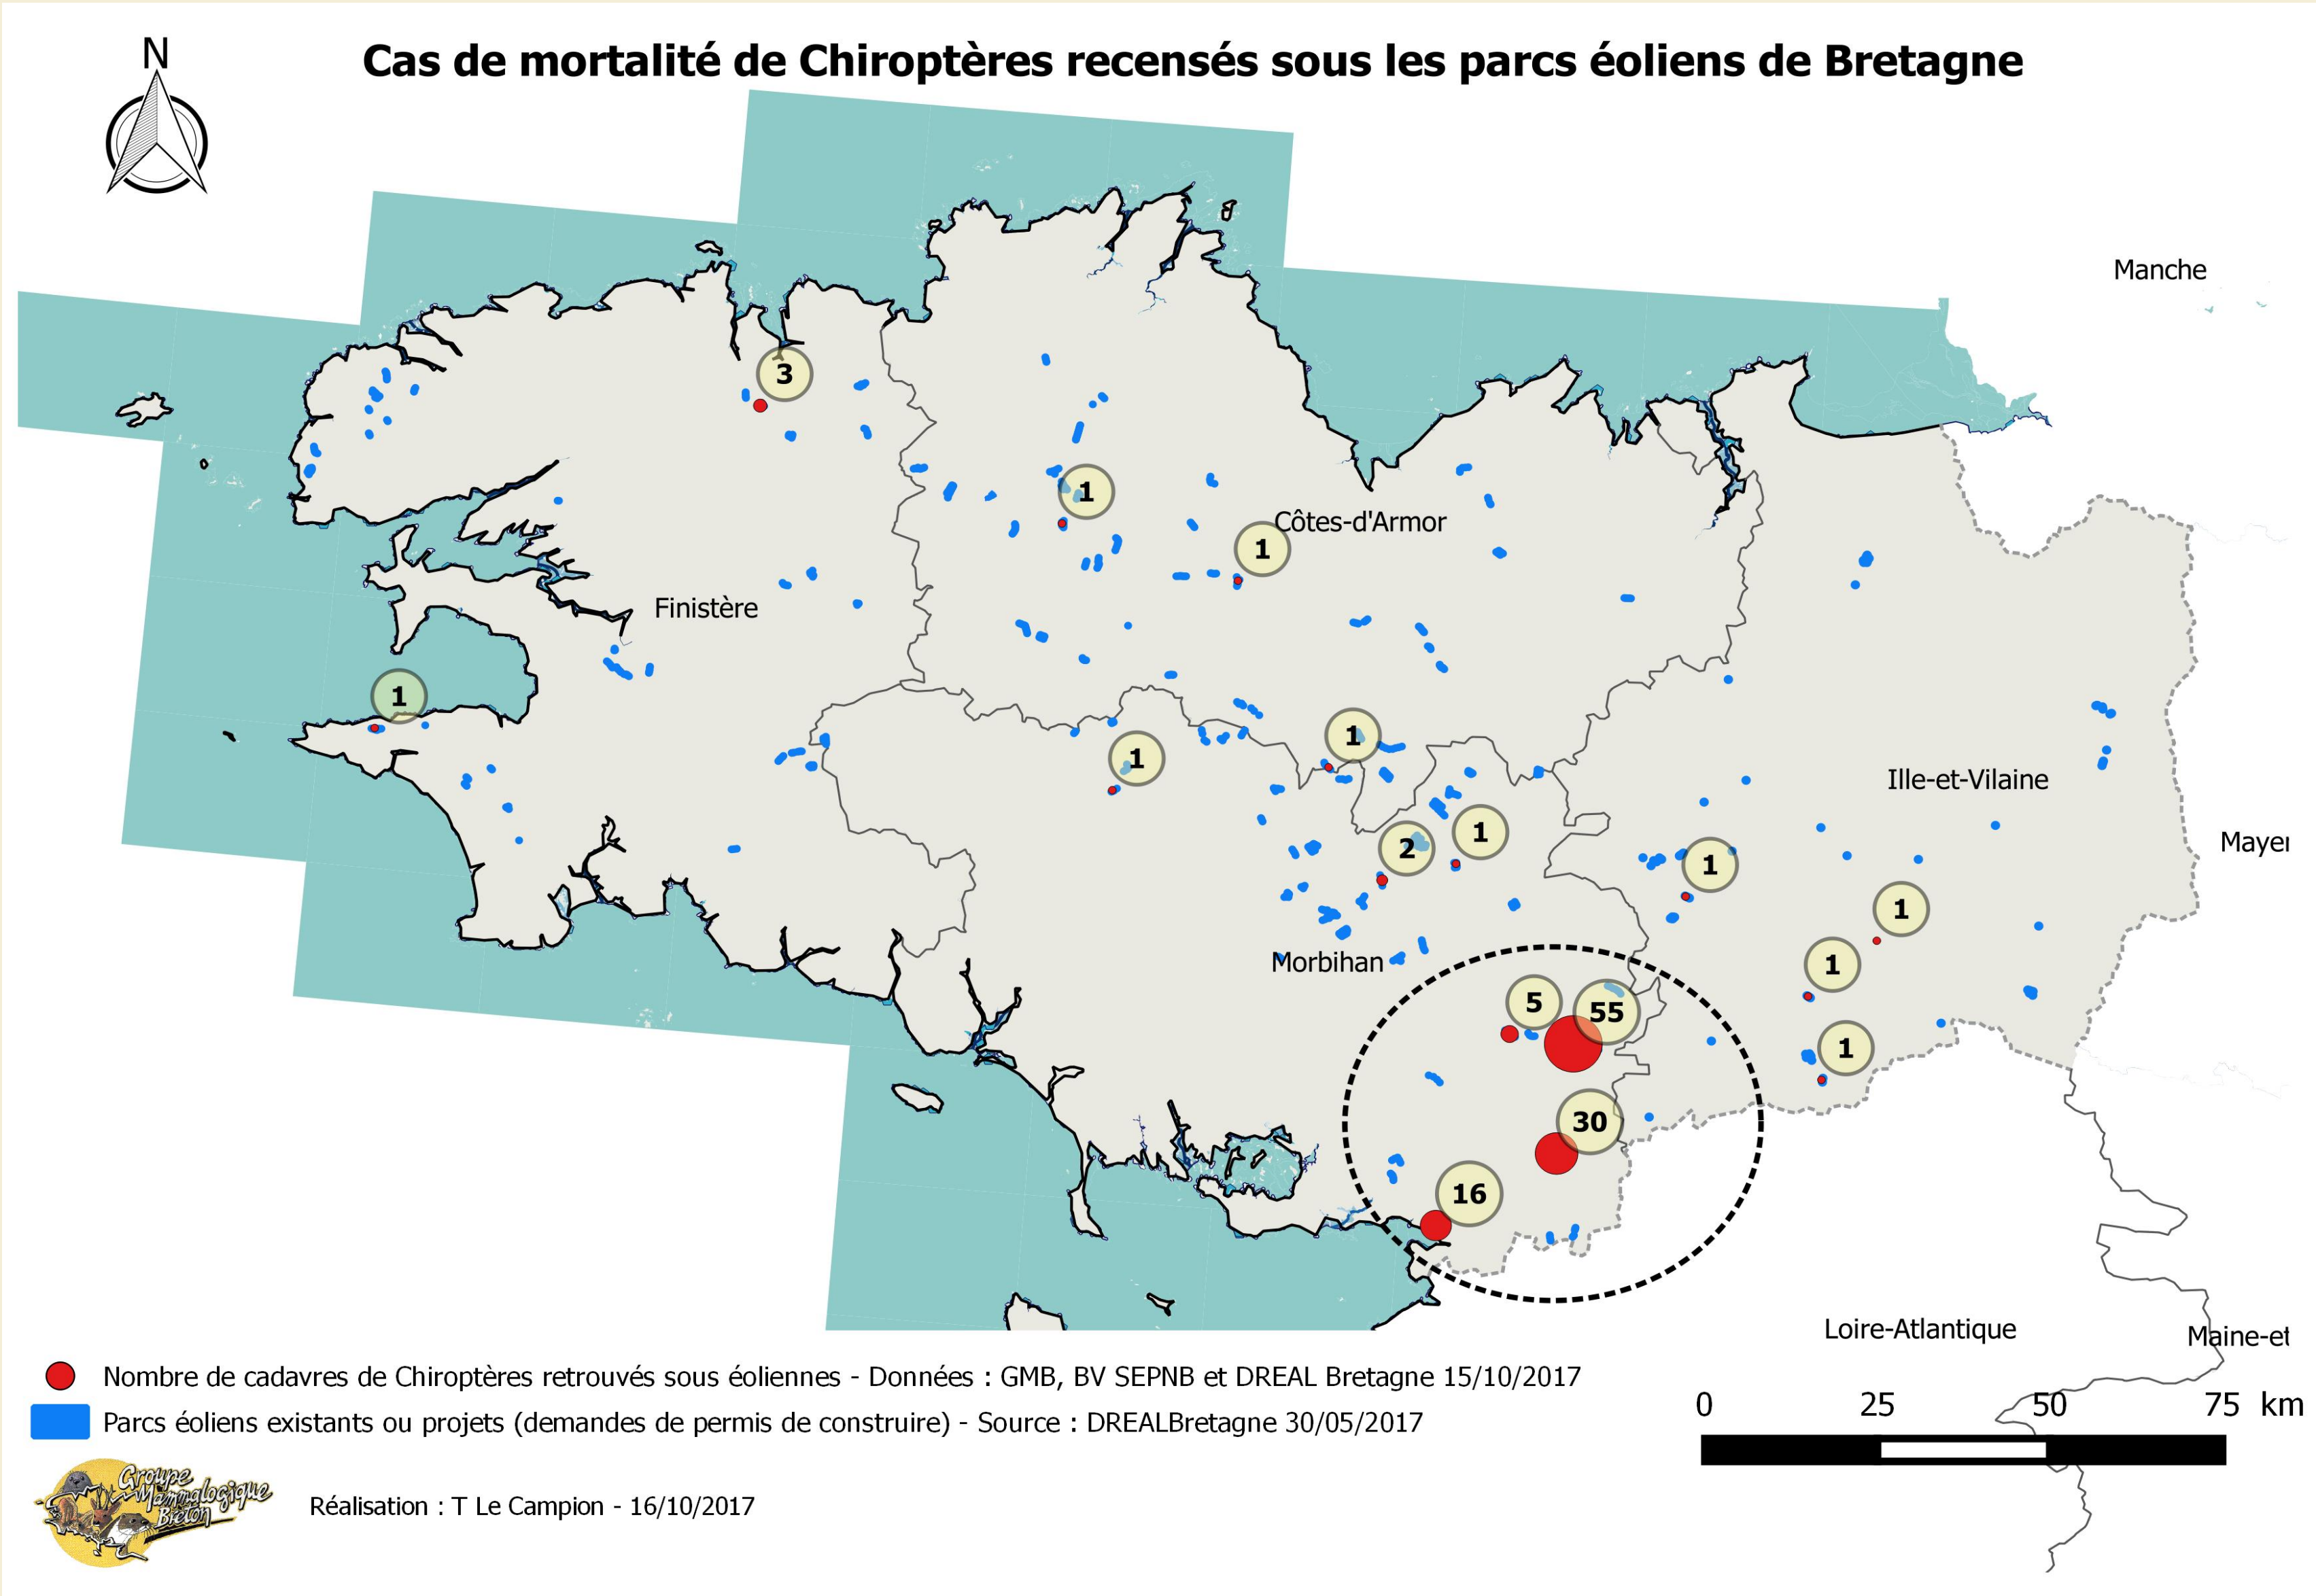 N
Cas de mortalité de Chiroptères recensés sous les parcs éoliens de Bretagne
Manche
3
1
Côtes-d'Armor
1
Finistère
1
1
1
Ille-et-Vilaine
1
2
Mayer
1
1
Morbihan
1
5
55
1
30
16
Loire-Atlantique
Maine-et
Nombre de cadavres de Chiroptères retrouvés sous éoliennes - Données : GMB, BV SEPNB et DREAL Bretagne 15/10/2017
0 25 50 75 km
Parcs éoliens existants ou projets (demandes de permis de construire) - Source : DREALBretagne 30/05/2017
Groupe
Mammalogique
Breton
Réalisation : T Le Campion - 16/10/2017